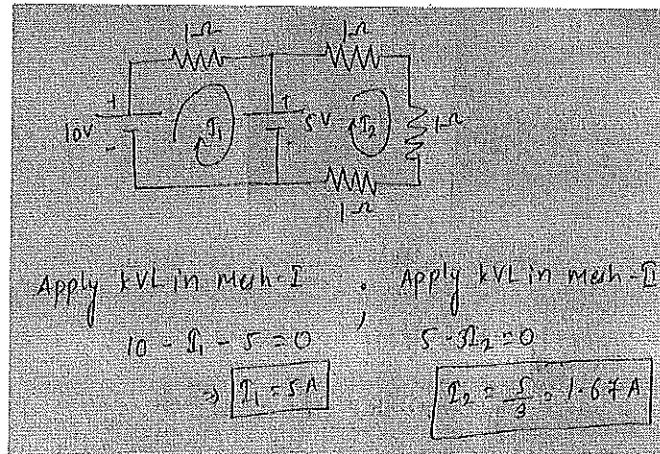 1Ω 1Ω
+ +
10V I₁ 5V I₂ 1Ω
- -
1Ω
Apply KVL in mesh-I ; Apply KVL in mesh-II
10 - I₁ - 5 = 0 5 - 3I₂ = 0
⇒ I₁ = 5A I₂ = 5/3 = 1.67 A